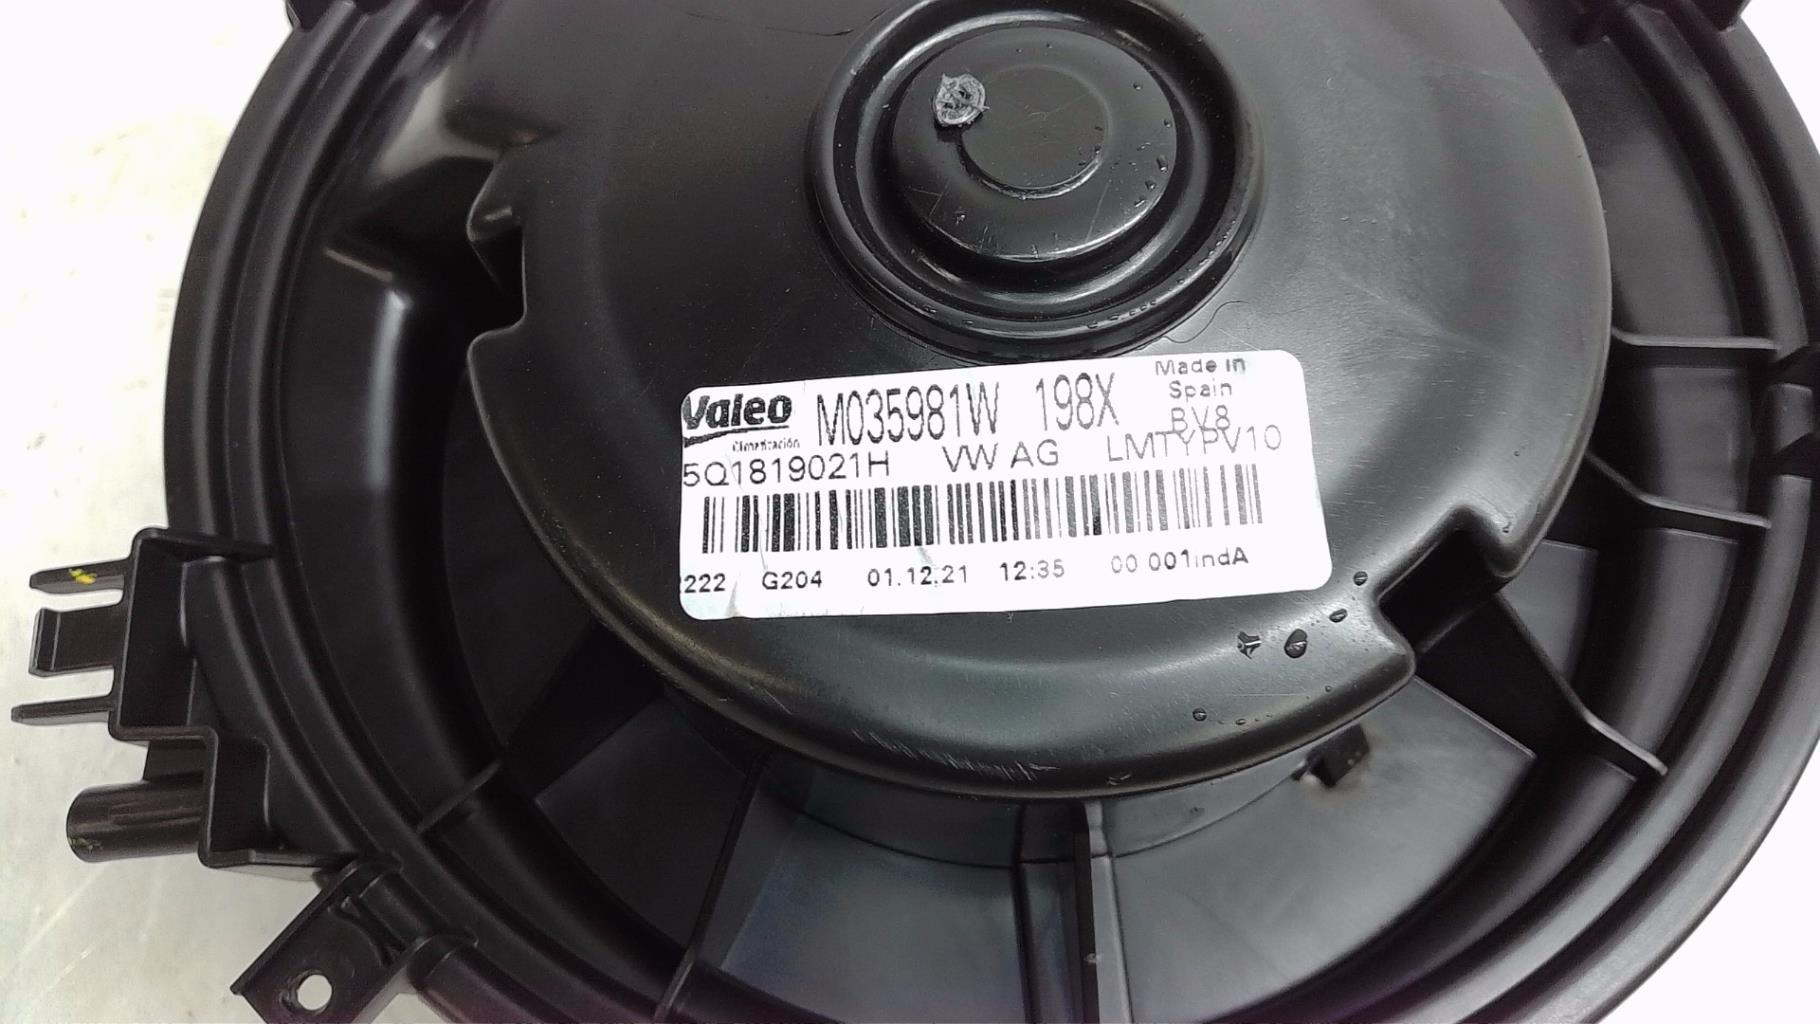 Valeo M035981W 198X Made in
Climatización Spain
BV8
5Q1819021H VW AG LMTYPV10
222 G204 01.12.21 12:35 00 001indA